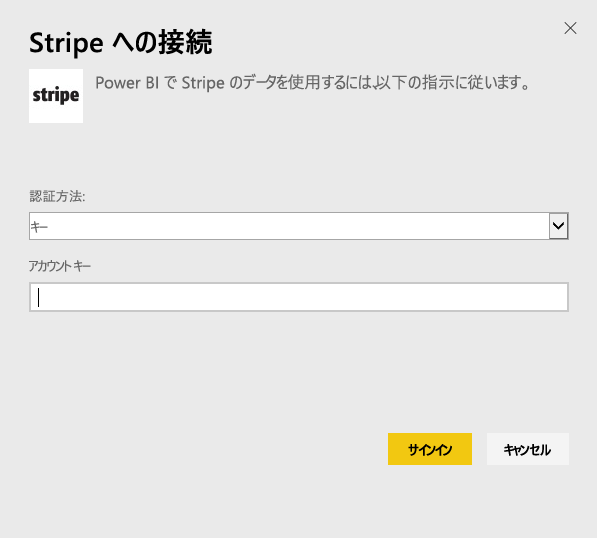 Stripe への接続
stripe
Power BI で Stripe のデータを使用するには、以下の指示に従います。
認証方法:
キー
アカウント キー
サインイン
キャンセル